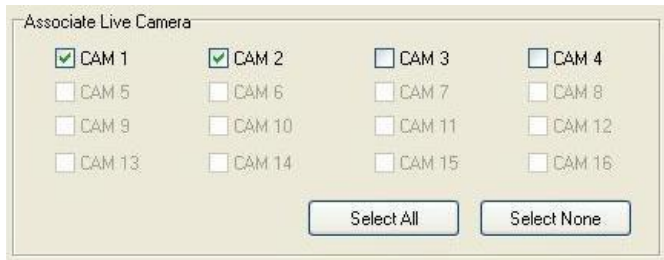 Associate Live Camera
CAM 1 CAM 2 CAM 3 CAM 4
CAM 5 CAM 6 CAM 7 CAM 8
CAM 9 CAM 10 CAM 11 CAM 12
CAM 13 CAM 14 CAM 15 CAM 16
Select All Select None